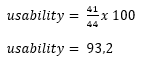 usability = 41/44 x 100
usability = 93,2